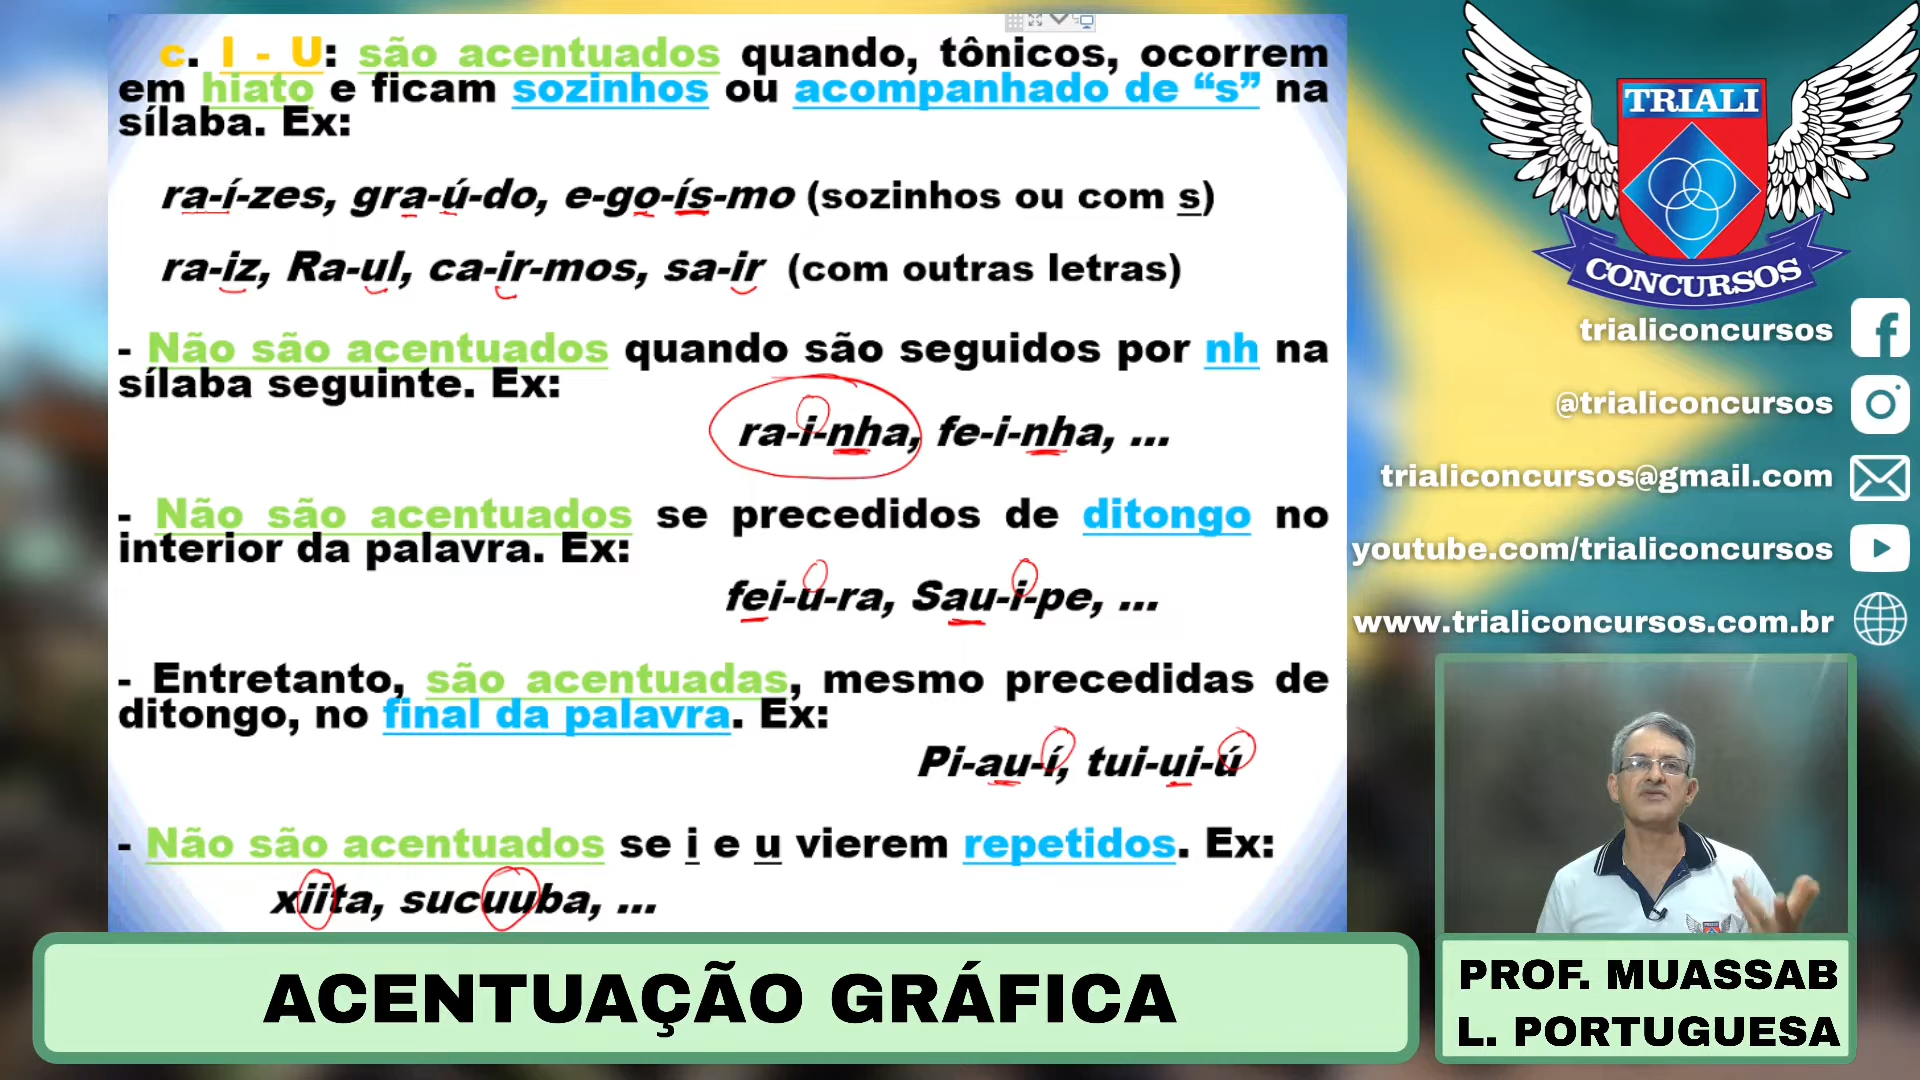 c. I - U: são acentuados quando, tônicos, ocorrem
em hiato e ficam sozinhos ou acompanhado de “s” na
sílaba. Ex:
ra-í-zes, gra-ú-do, e-go-ís-mo (sozinhos ou com s)
ra-iz, Ra-ul, ca-ir-mos, sa-ir (com outras letras)
- Não são acentuados quando são seguidos por nh na
sílaba seguinte. Ex:
ra-i-nha, fe-i-nha, ...
- Não são acentuados se precedidos de ditongo no
interior da palavra. Ex:
fei-u-ra, Sau-i-pe, ...
- Entretanto, são acentuadas, mesmo precedidas de
ditongo, no final da palavra. Ex:
Pi-au-í, tui-ui-ú
- Não são acentuados se i e u vierem repetidos. Ex:
xiita, sucuuba, ...
TRIALI
CONCURSOS
trialiconcursos
@trialiconcursos
trialiconcursos@gmail.com
youtube.com/trialiconcursos
www.trialiconcursos.com.br
ACENTUAÇÃO GRÁFICA
PROF. MUASSAB
L. PORTUGUESA